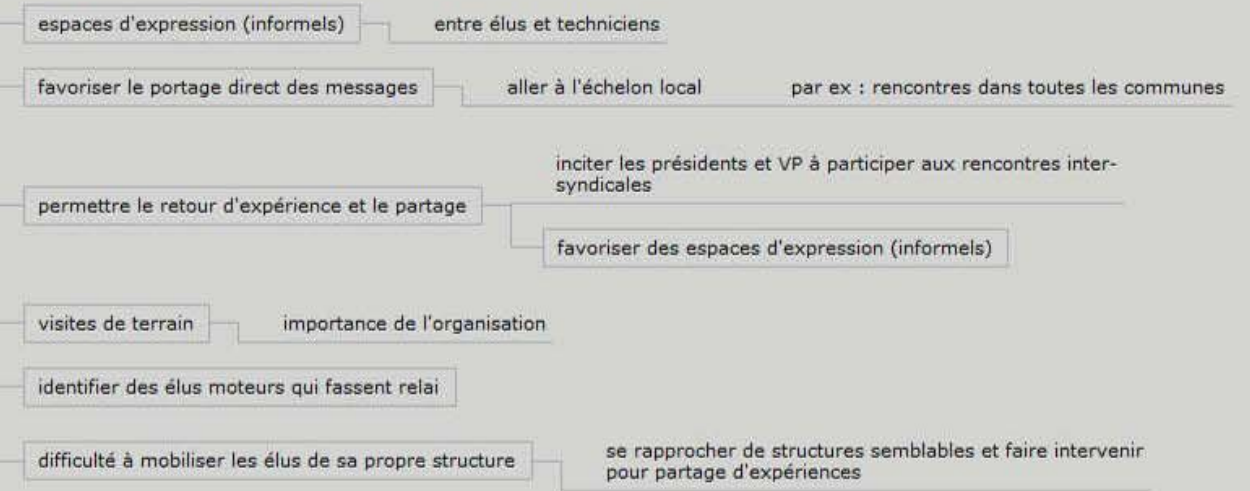 espaces d'expression (informels)
entre élus et techniciens
favoriser le portage direct des messages
aller à l'échelon local
par ex : rencontres dans toutes les communes
inciter les présidents et VP à participer aux rencontres inter-
syndicales
permettre le retour d'expérience et le partage
favoriser des espaces d'expression (informels)
visites de terrain
importance de l'organisation
identifier des élus moteurs qui fassent relai
difficulté à mobiliser les élus de sa propre structure
se rapprocher de structures semblables et faire intervenir
pour partage d'expériences